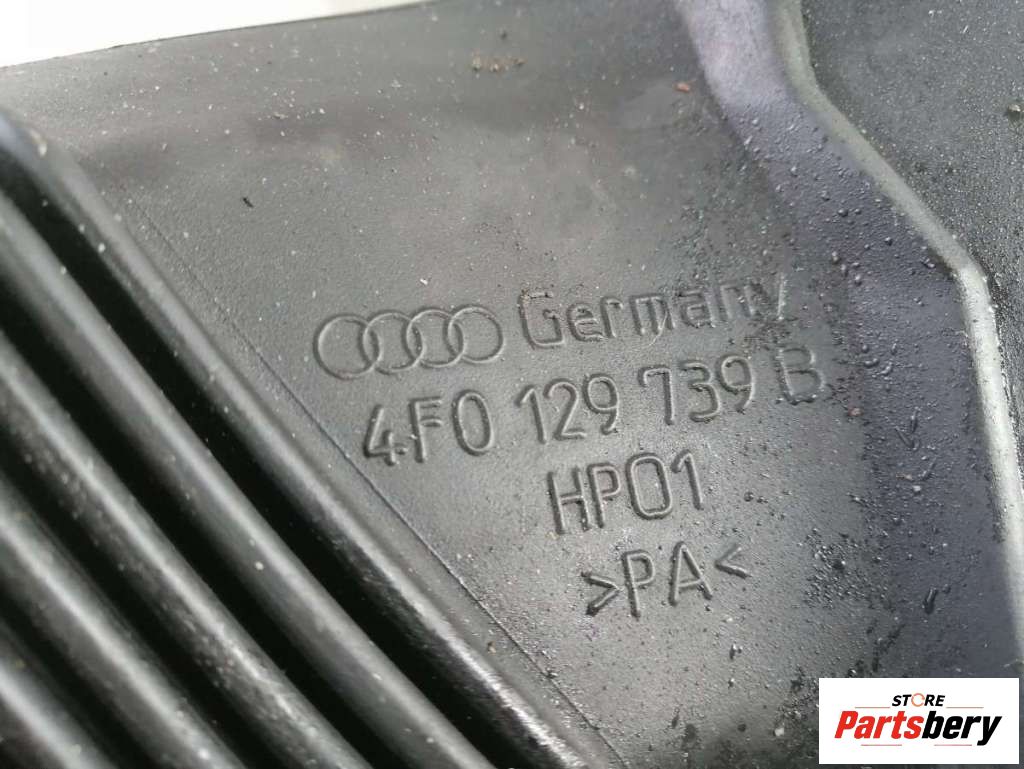 Germany
4F0 129 739 B
HP01
>PA<
STORE
Partsbery